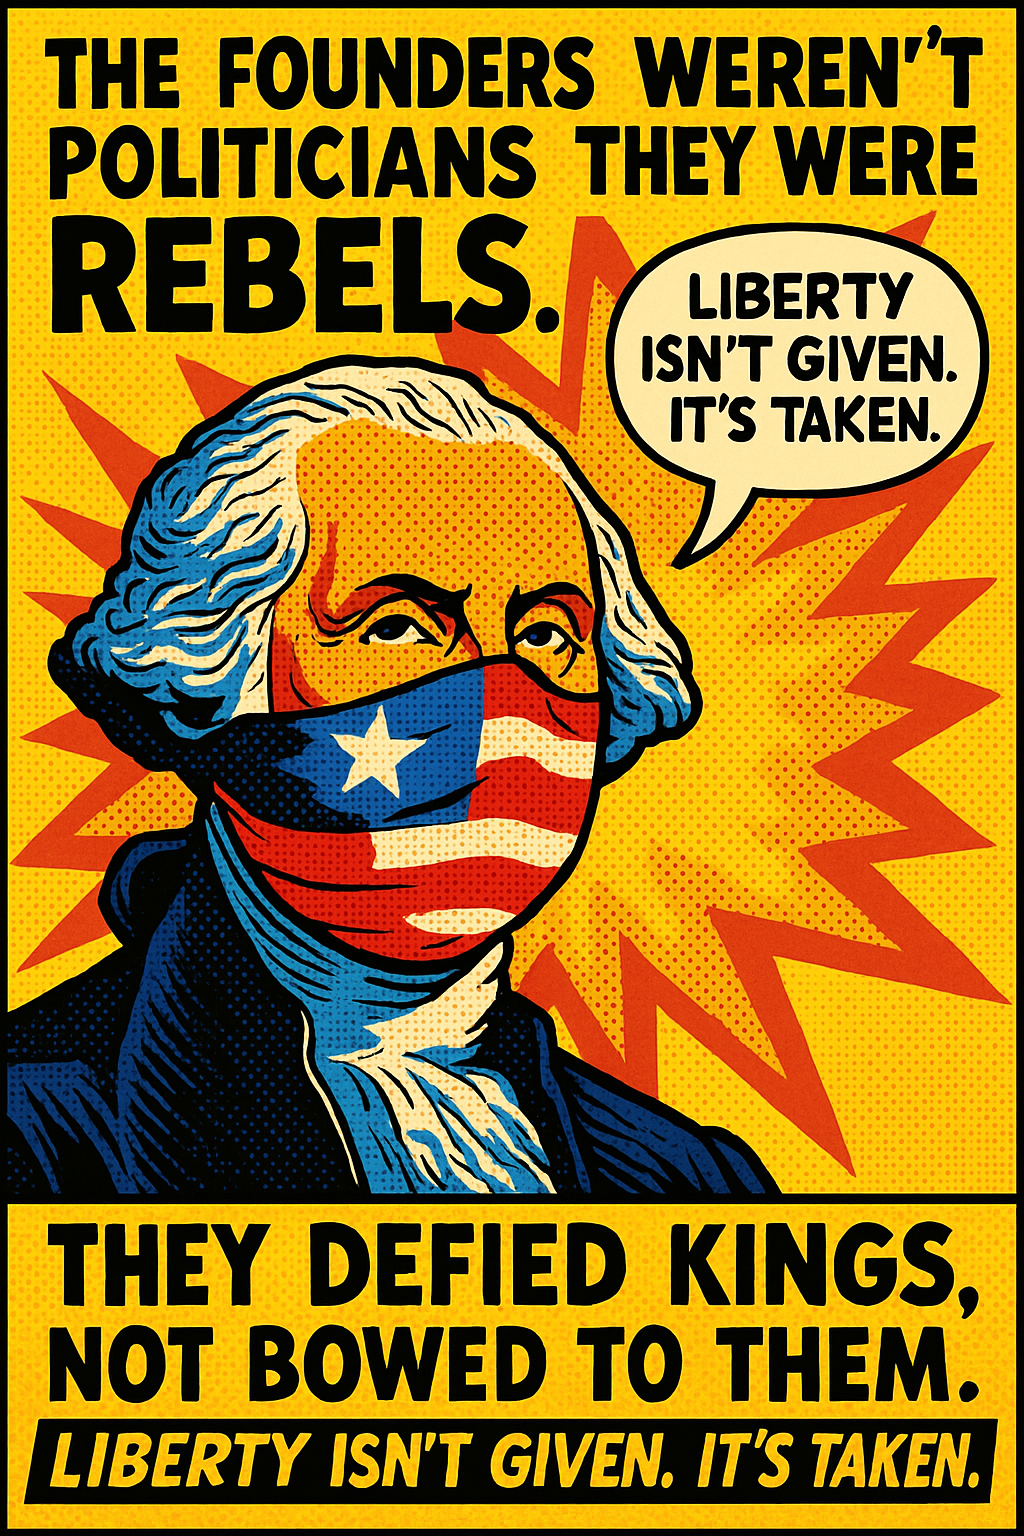 THE FOUNDERS WEREN'’T
POLITICIANS THEY WERE
REBELS.
LIBERTY
ISN'T GIVEN.
IT'S TAKEN.
THEY DEFIED KINGS,
NOT BOWED TO THEM.
LIBERTY ISN'T GIVEN. IT'S TAKEN.